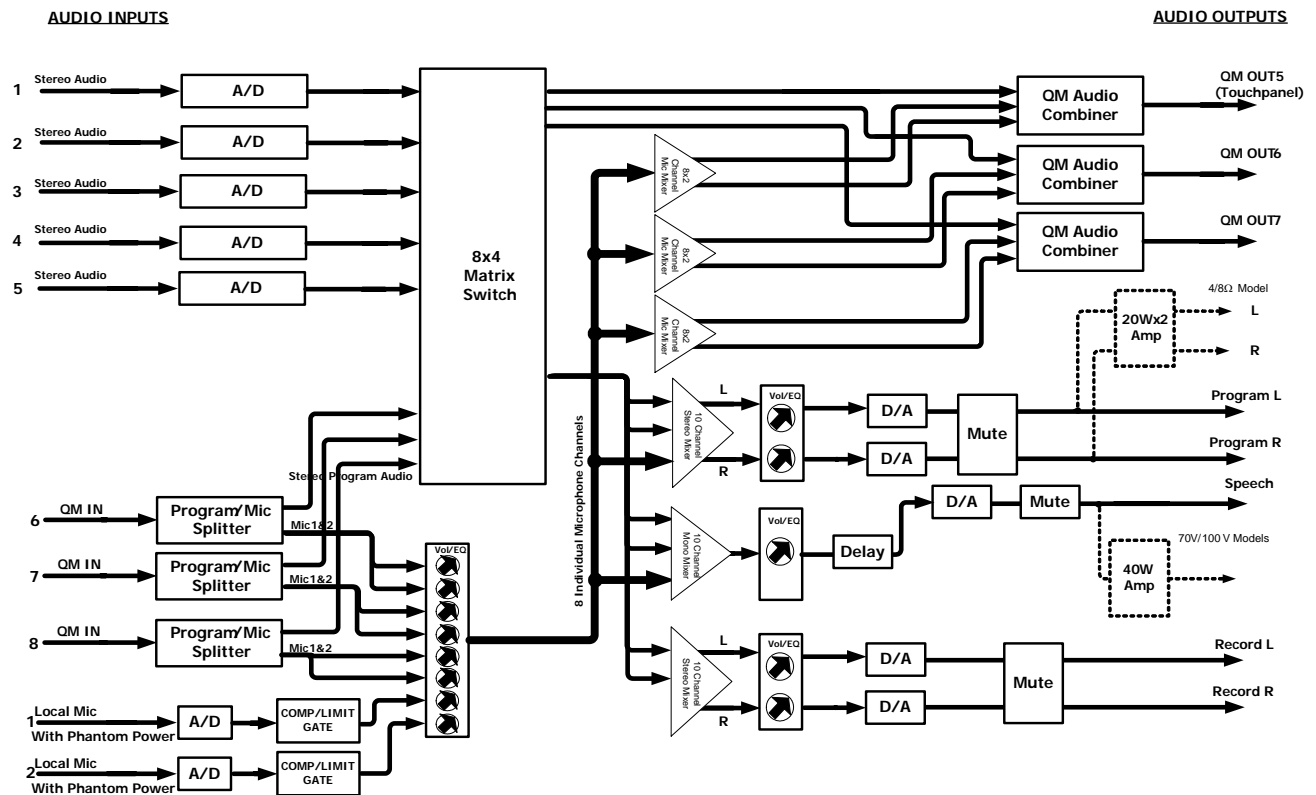 AUDIO INPUTS
AUDIO OUTPUTS
1
Stereo Audio
A/D
2
Stereo Audio
A/D
3
Stereo Audio
A/D
4
Stereo Audio
A/D
5
Stereo Audio
A/D
8x4
Matrix
Switch
Stereo Program Audio
6
QM IN
Program/Mic
Splitter
Mic1&2
7
QM IN
Program/Mic
Splitter
Mic1&2
8
QM IN
Program/Mic
Splitter
Mic1&2
1
Local Mic
With Phantom Power
A/D
COMP/LIMIT
GATE
2
Local Mic
With Phantom Power
A/D
COMP/LIMIT
GATE
Vol/EQ
8 Individual Microphone Channels
8x2
Channel
Mic Mixer
8x2
Channel
Mic Mixer
8x2
Channel
Mic Mixer
QM Audio
Combiner
QM OUT5
(Touchpanel)
QM Audio
Combiner
QM OUT6
QM Audio
Combiner
QM OUT7
4/8Ω Model
20Wx2
Amp
L
R
10 Channel
Stereo Mixer
L
R
Vol/EQ
D/A
D/A
Mute
Program L
Program R
10 Channel
Mono Mixer
Vol/EQ
Delay
D/A
Mute
Speech
70V/100 V Models
40W
Amp
10 Channel
Stereo Mixer
L
R
Vol/EQ
D/A
D/A
Mute
Record L
Record R